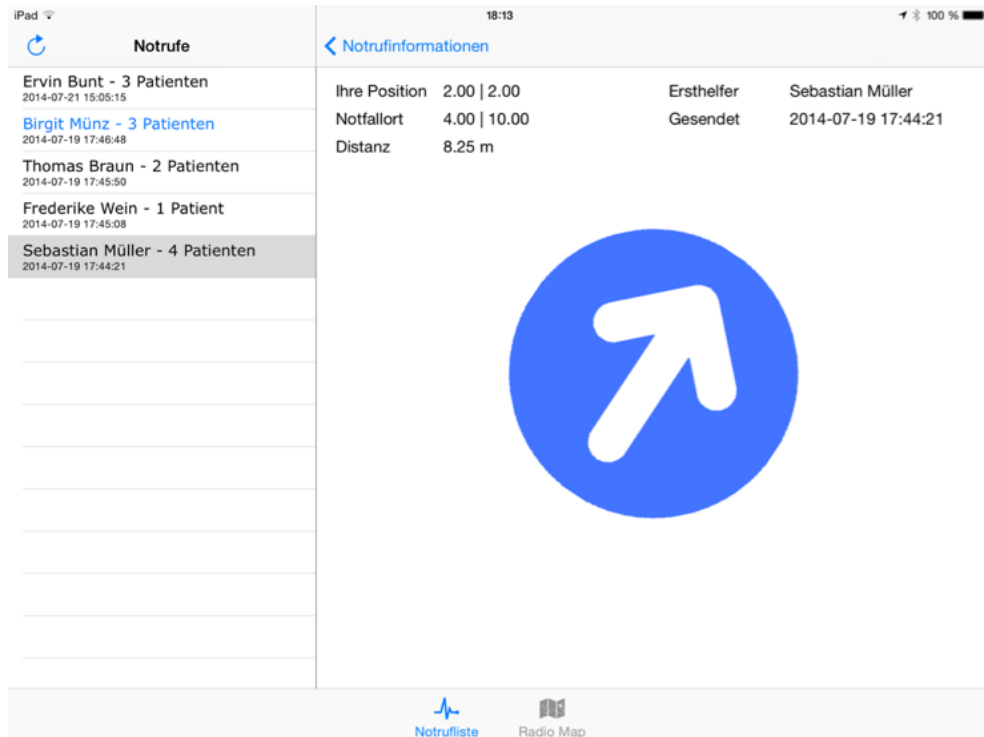 iPad 18:13 100 %
Notrufe
Ervin Bunt - 3 Patienten
2014-07-21 15:05:15
Birgit Münz - 3 Patienten
2014-07-19 17:46:48
Thomas Braun - 2 Patienten
2014-07-19 17:45:50
Frederike Wein - 1 Patient
2014-07-19 17:45:08
Sebastian Müller - 4 Patienten
2014-07-19 17:44:21
Notrufinformationen
Ihre Position 2.00 | 2.00 Ersthelfer Sebastian Müller
Notfallort 4.00 | 10.00 Gesendet 2014-07-19 17:44:21
Distanz 8.25 m
Notrufliste Radio Map